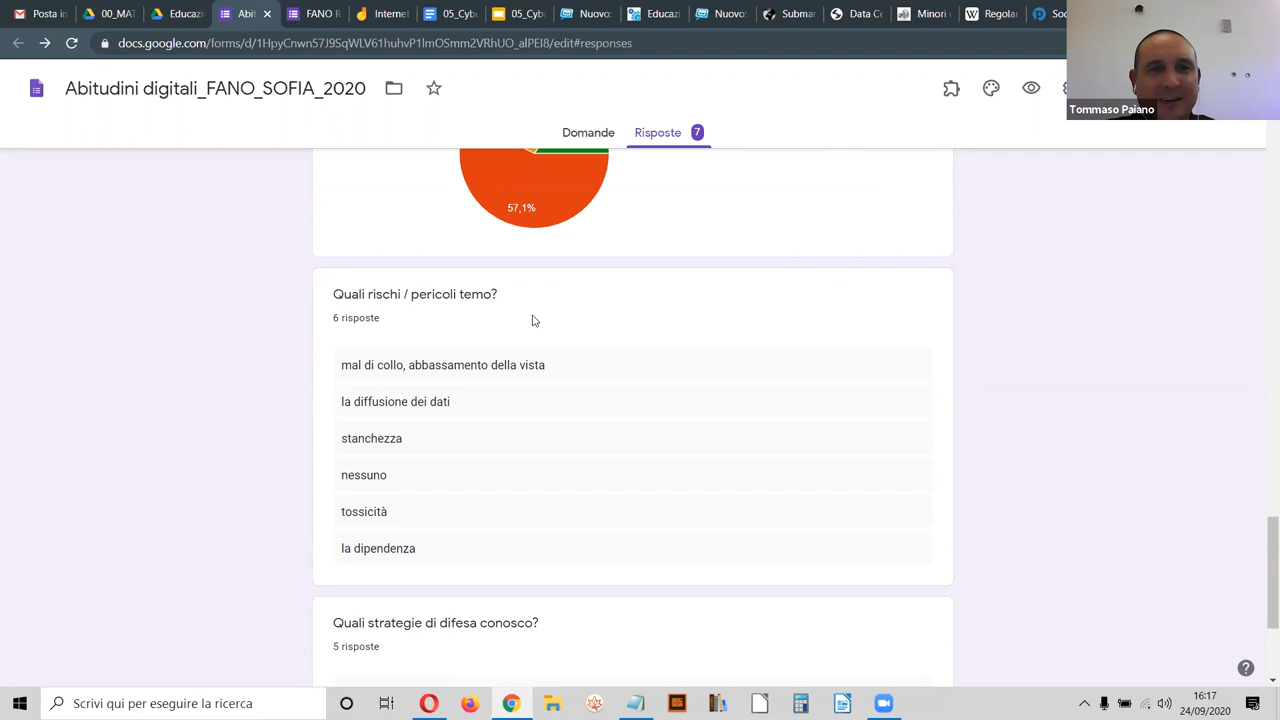 Posta in
00_MAT
Educaz
Abit
FANO R
Internet
05_Cyb
05_Cyb
Nuovo:
Educazi
Nuovo:
Submar
Data Ce
Minori e
Regolar
Soc
docs.google.com/forms/d/1HpyCnwn57J9SqWLV61huhvP1lmOSmm2VRhUO_alPEI8/edit#responses
Abitudini digitali_FANO_SOFIA_2020
Tommaso Paiano
Domande
Risposte 7
57,1%
Quali rischi / pericoli temo?
6 risposte
mal di collo, abbassamento della vista
la diffusione dei dati
stanchezza
nessuno
tossicità
la dipendenza
Quali strategie di difesa conosco?
5 risposte
Scrivi qui per eseguire la ricerca
16:17
24/09/2020